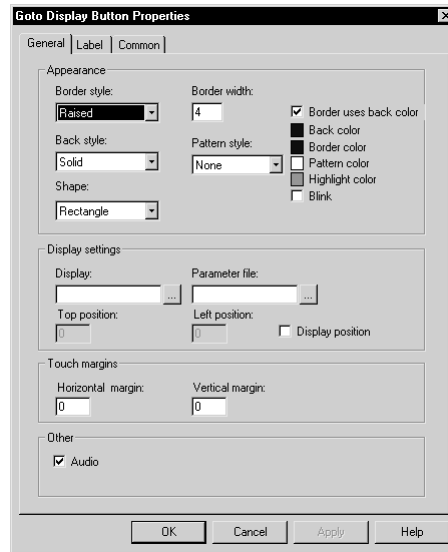 Goto Display Button Properties
General Label Common
Appearance
Border style: Border width:
Raised 4 Border uses back color
Back color
Back style: Pattern style: Border color
Solid None Pattern color
Highlight color
Shape: Blink
Rectangle
Display settings
Display: Parameter file:
... ...
Top position: Left position:
0 0 Display position
Touch margins
Horizontal margin: Vertical margin:
0 0
Other
Audio
OK Cancel Apply Help